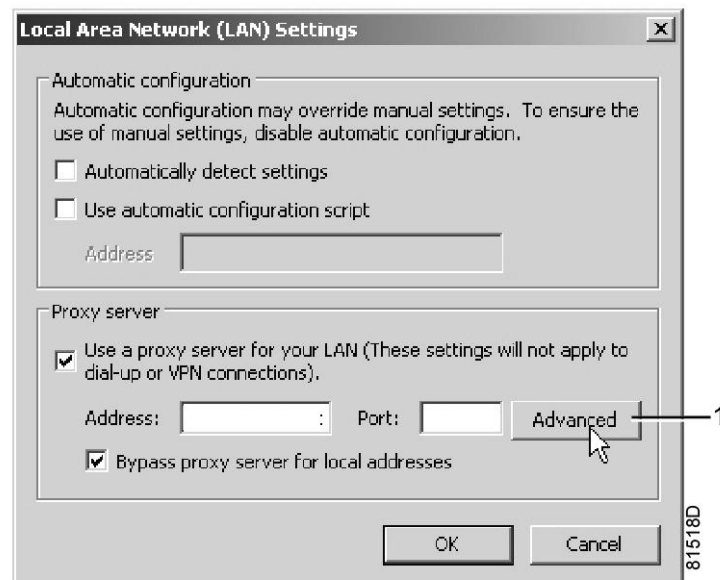 Local Area Network (LAN) Settings
Automatic configuration
Automatic configuration may override manual settings. To ensure the
use of manual settings, disable automatic configuration.
Automatically detect settings
Use automatic configuration script
Address
Proxy server
Use a proxy server for your LAN (These settings will not apply to
dial-up or VPN connections).
Address: : Port: Advanced 1
Bypass proxy server for local addresses
OK Cancel
81518D